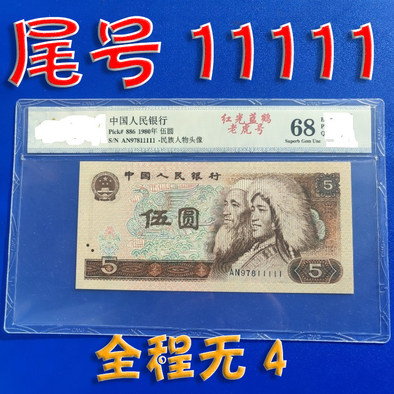 尾号 11111
中国人民银行
Pick# 886 1980年 伍圆
S/N AN97811111 -民族人物头像
红光蓝鹤
老虎号
68
Superb Gem Unc
中国人民银行
5
伍圆
AN97811111
5
5
全程无 4